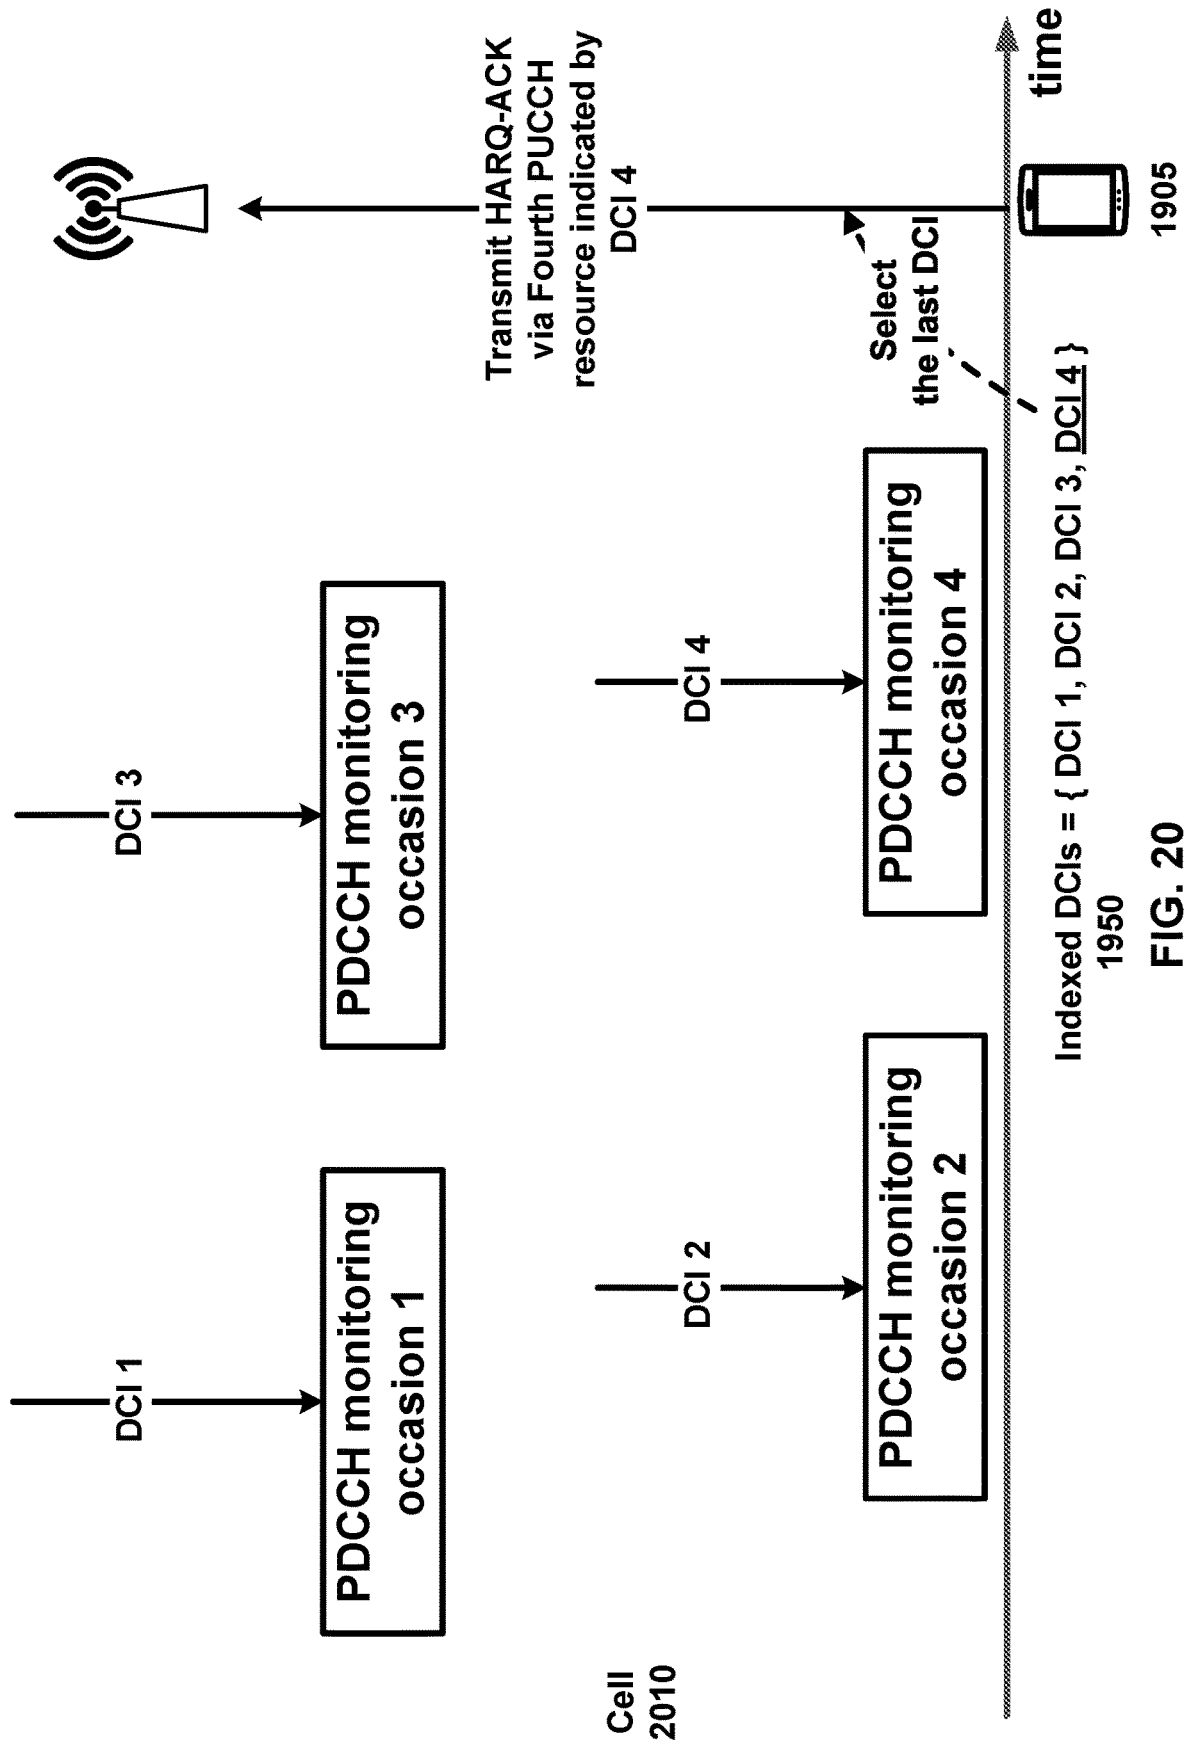 DCI 1
DCI 3
PDCCH monitoring
occasion 1
PDCCH monitoring
occasion 3
Transmit HARQ-ACK
via Fourth PUCCH
resource indicated by
DCI 4
Cell
2010
DCI 2
DCI 4
PDCCH monitoring
occasion 2
PDCCH monitoring
occasion 4
Select
the last DCI
time
Indexed DCIs = { DCI 1, DCI 2, DCI 3, DCI 4 }
1950
1905
FIG. 20